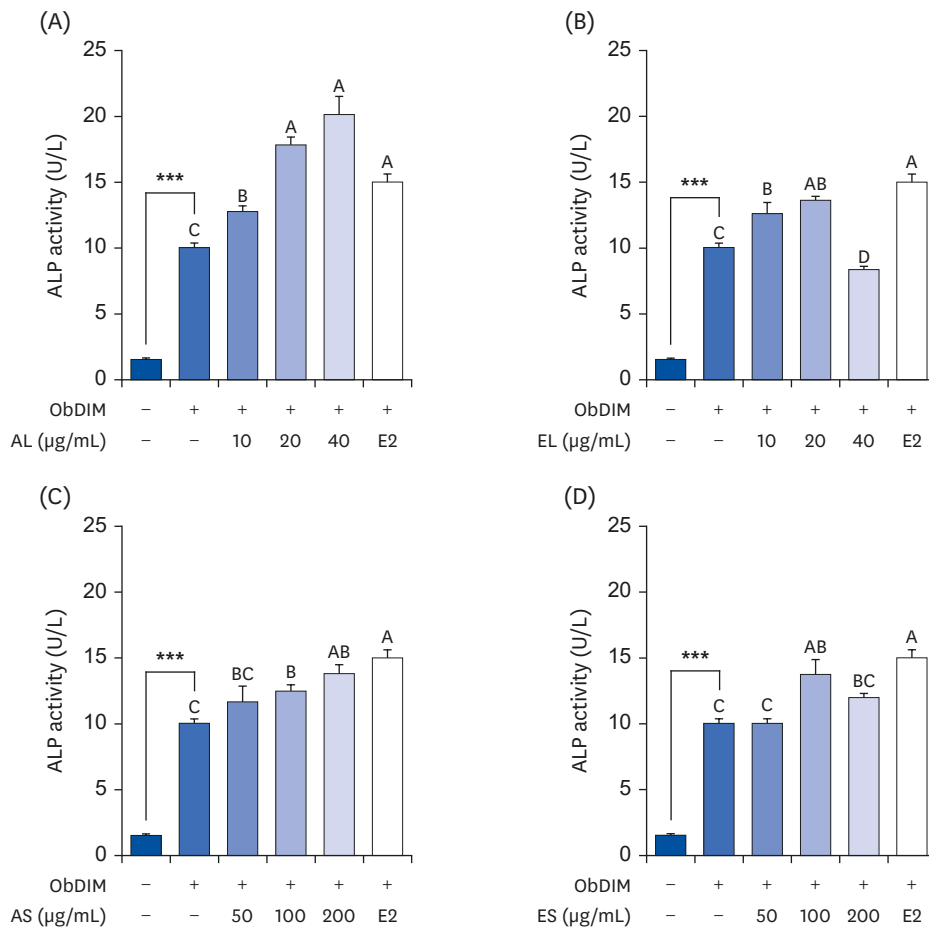 (A)
ALP activity (U/L)
25
20
15
10
5
0
***
C
B
A
A
A
ObDIM − + + + + +
AL (µg/mL) − − 10 20 40 E2
(B)
ALP activity (U/L)
25
20
15
10
5
0
***
C
B
AB
D
A
ObDIM − + + + + +
EL (µg/mL) − − 10 20 40 E2
(C)
ALP activity (U/L)
25
20
15
10
5
0
***
C
BC
B
AB
A
ObDIM − + + + + +
AS (µg/mL) − − 50 100 200 E2
(D)
ALP activity (U/L)
25
20
15
10
5
0
***
C
C
AB
BC
A
ObDIM − + + + + +
ES (µg/mL) − − 50 100 200 E2